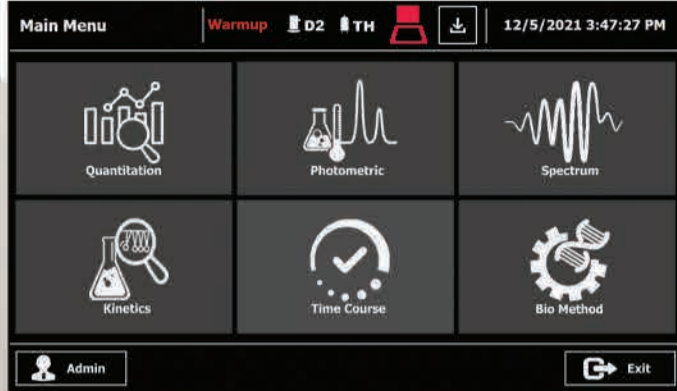 Main Menu
Warmup D2 TH 12/5/2021 3:47:27 PM
Quantitation
Photometric
Spectrum
Kinetics
Time Course
Bio Method
Admin
Exit